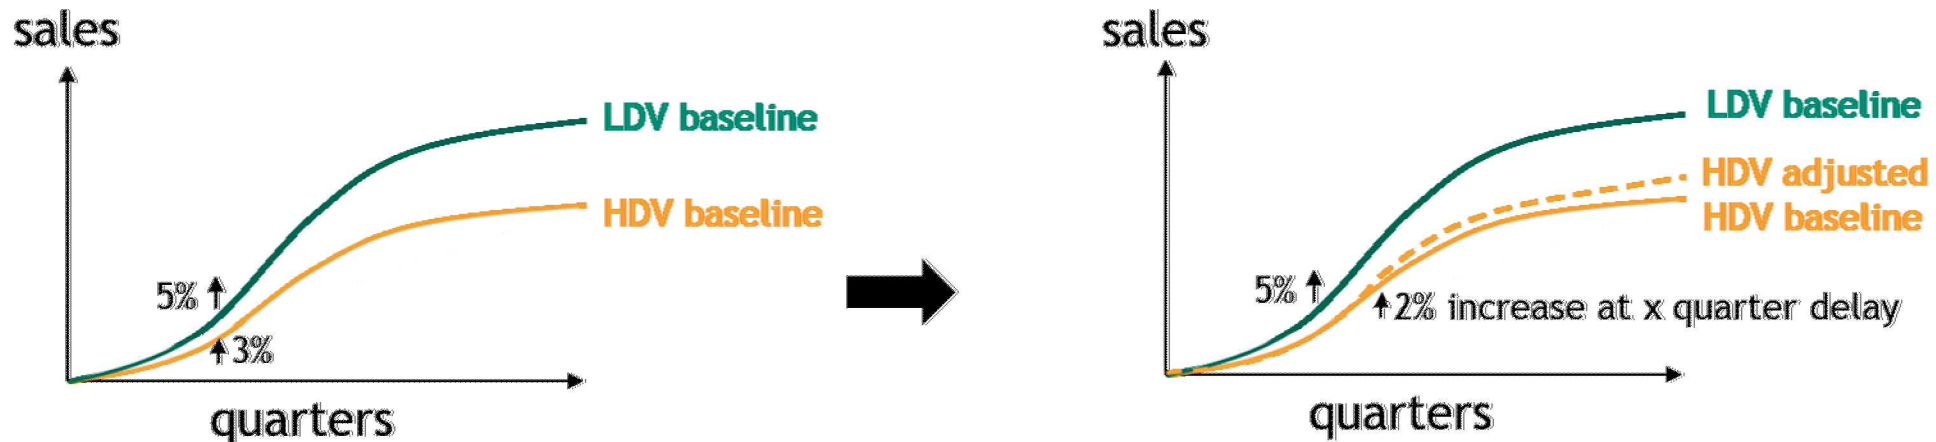 sales
LDV baseline
HDV baseline
5%
3%
quarters
sales
LDV baseline
HDV adjusted
HDV baseline
5%
2% increase at x quarter delay
quarters